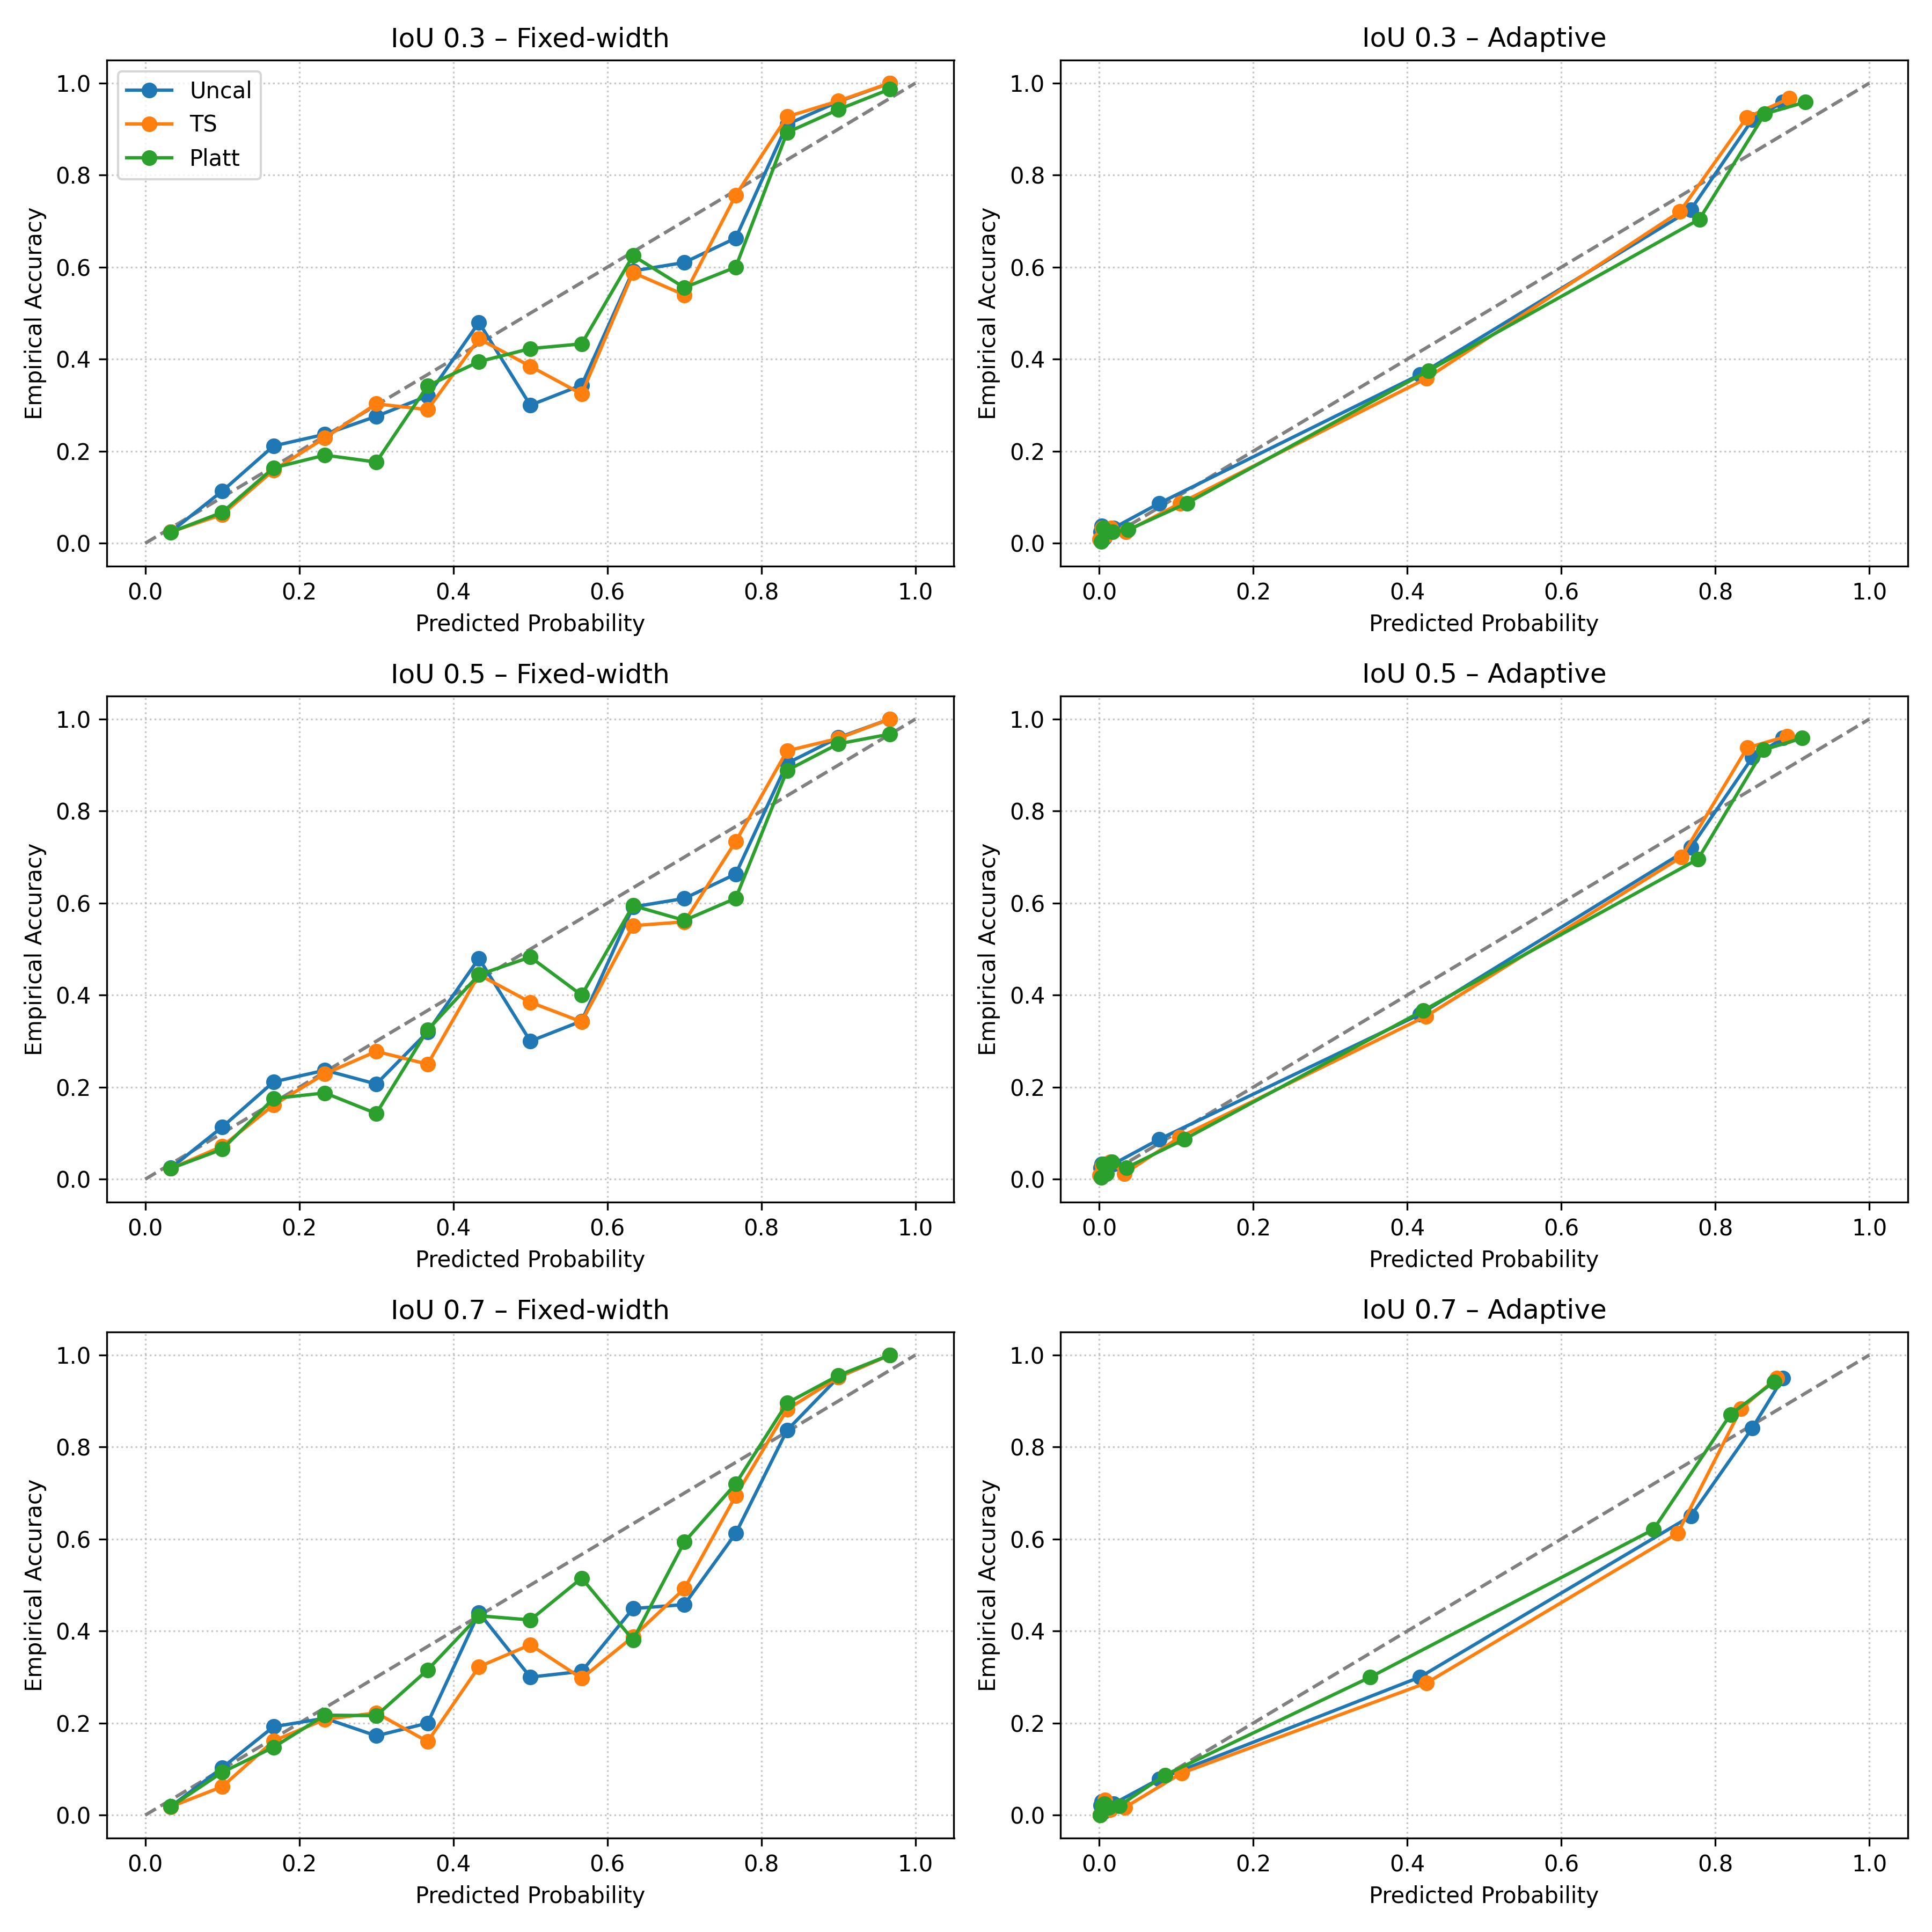 IoU 0.3 – Fixed-width
1.0
0.8
0.6
0.4
0.2
0.0
Empirical Accuracy
Uncal
TS
Platt
0.0 0.2 0.4 0.6 0.8 1.0
Predicted Probability
IoU 0.3 – Adaptive
1.0
0.8
0.6
0.4
0.2
0.0
Empirical Accuracy
0.0 0.2 0.4 0.6 0.8 1.0
Predicted Probability
IoU 0.5 – Fixed-width
1.0
0.8
0.6
0.4
0.2
0.0
Empirical Accuracy
0.0 0.2 0.4 0.6 0.8 1.0
Predicted Probability
IoU 0.5 – Adaptive
1.0
0.8
0.6
0.4
0.2
0.0
Empirical Accuracy
0.0 0.2 0.4 0.6 0.8 1.0
Predicted Probability
IoU 0.7 – Fixed-width
1.0
0.8
0.6
0.4
0.2
0.0
Empirical Accuracy
0.0 0.2 0.4 0.6 0.8 1.0
Predicted Probability
IoU 0.7 – Adaptive
1.0
0.8
0.6
0.4
0.2
0.0
Empirical Accuracy
0.0 0.2 0.4 0.6 0.8 1.0
Predicted Probability